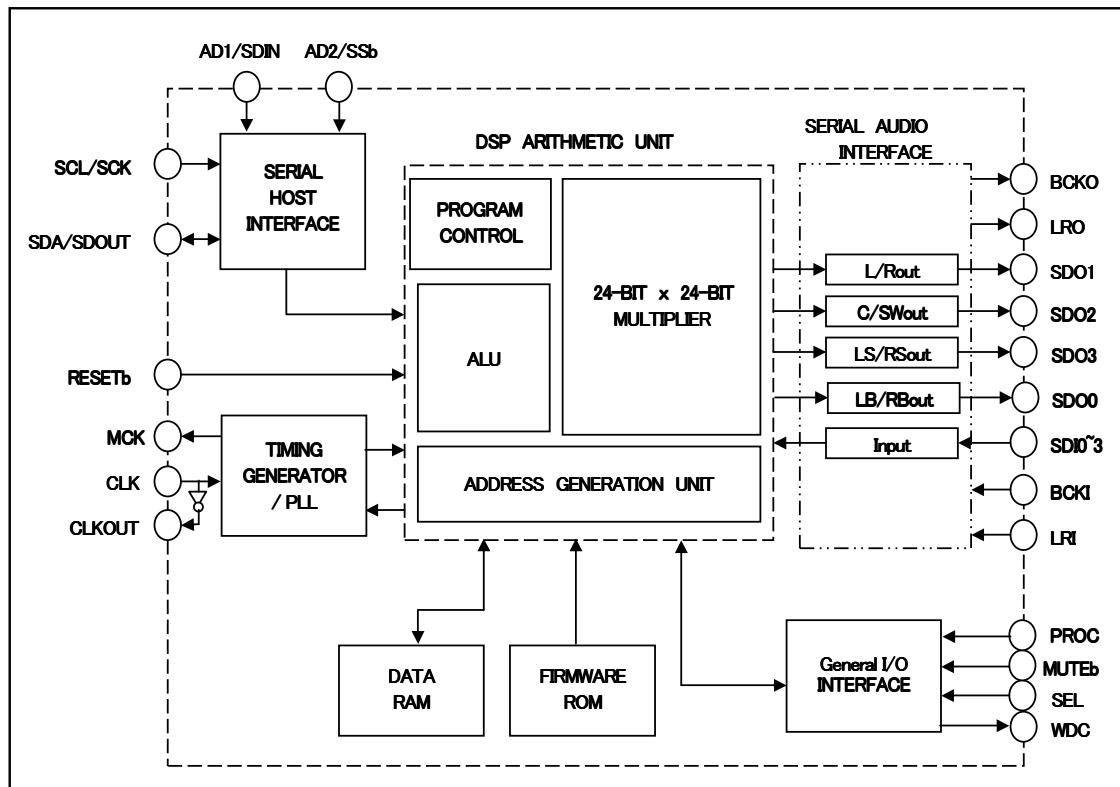 AD1/SDIN
AD2/SSb
SCL/SCK
SDA/SDOUT
SERIAL
HOST
INTERFACE
RESETb
MCK
CLK
CLKOUT
TIMING
GENERATOR
/ PLL
DSP ARITHMETIC UNIT
PROGRAM
CONTROL
ALU
24-BIT x 24-BIT
MULTIPLIER
ADDRESS GENERATION UNIT
SERIAL AUDIO
INTERFACE
L/Rout
C/SWout
LS/RSout
LB/RBout
Input
BCKO
LRO
SDO1
SDO2
SDO3
SDO0
SDI0~3
BCKI
LRI
DATA
RAM
FIRMWARE
ROM
General I/O
INTERFACE
PROC
MUTEb
SEL
WDC